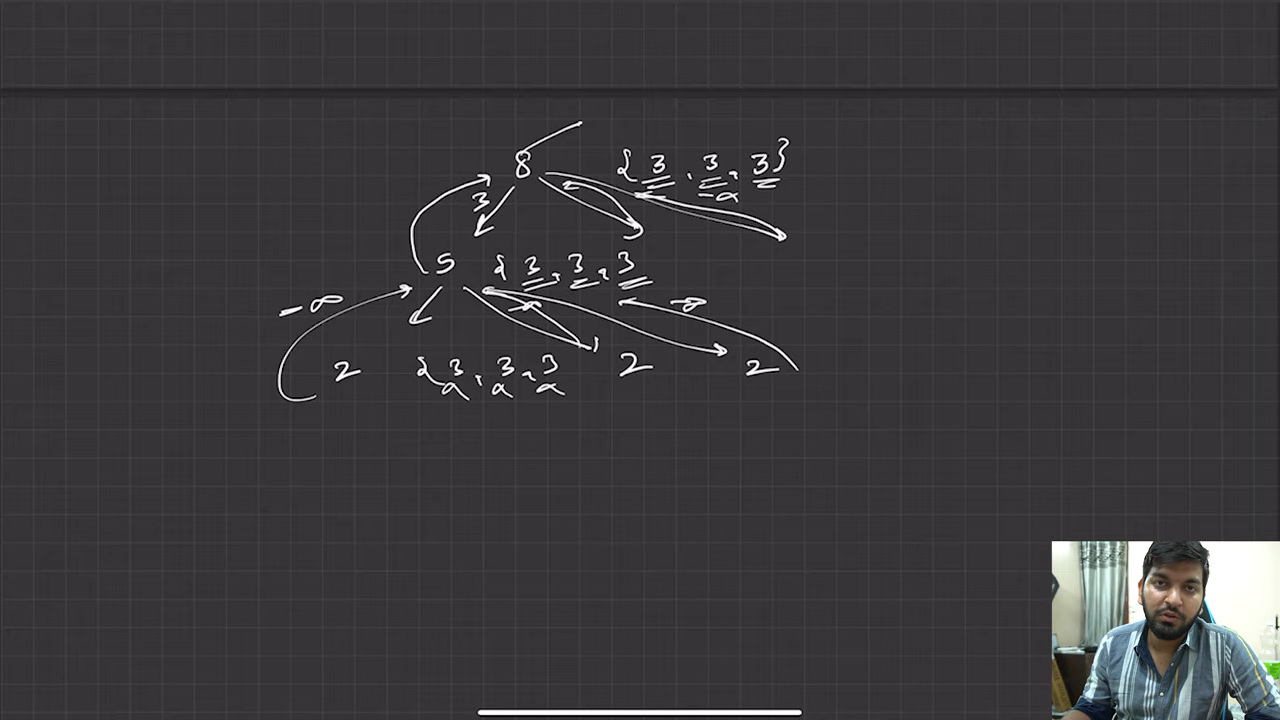 8 { 3, 3, 3 }
3
5 { 3, 3, 3
-∞ -∞
2 { 3, 3, 3 2 2